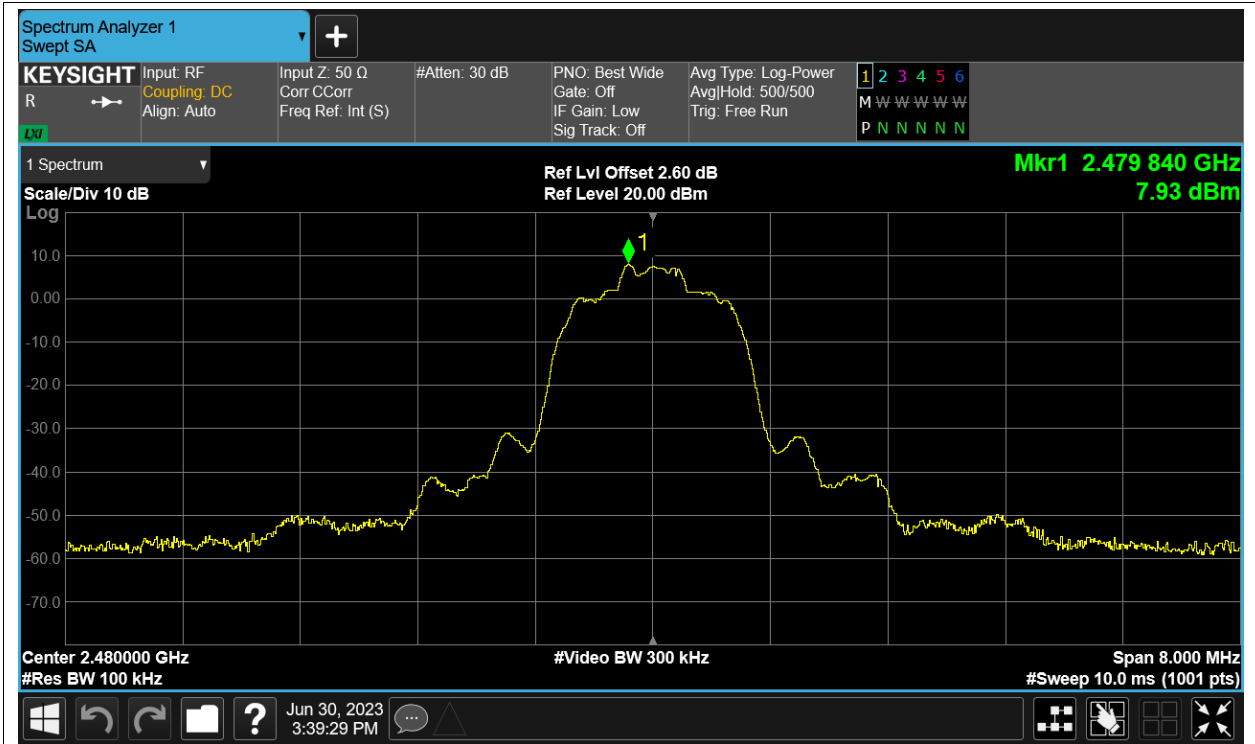 Spectrum Analyzer 1
Swept SA
KEYSIGHT
R
LXI
Input: RF
Coupling: DC
Align: Auto
Input Z: 50 Ω
Corr CCorr
Freq Ref: Int (S)
#Atten: 30 dB
PNO: Best Wide
Gate: Off
IF Gain: Low
Sig Track: Off
Avg Type: Log-Power
Avg|Hold: 500/500
Trig: Free Run
1 2 3 4 5 6
M W W W W W
P N N N N N
1 Spectrum
Scale/Div 10 dB
Log
Ref Lvl Offset 2.60 dB
Ref Level 20.00 dBm
Mkr1 2.479 840 GHz
7.93 dBm
1
10.0
0.00
-10.0
-20.0
-30.0
-40.0
-50.0
-60.0
-70.0
Center 2.480000 GHz
#Video BW 300 kHz
Span 8.000 MHz
#Res BW 100 kHz
#Sweep 10.0 ms (1001 pts)
?
Jun 30, 2023
3:39:29 PM